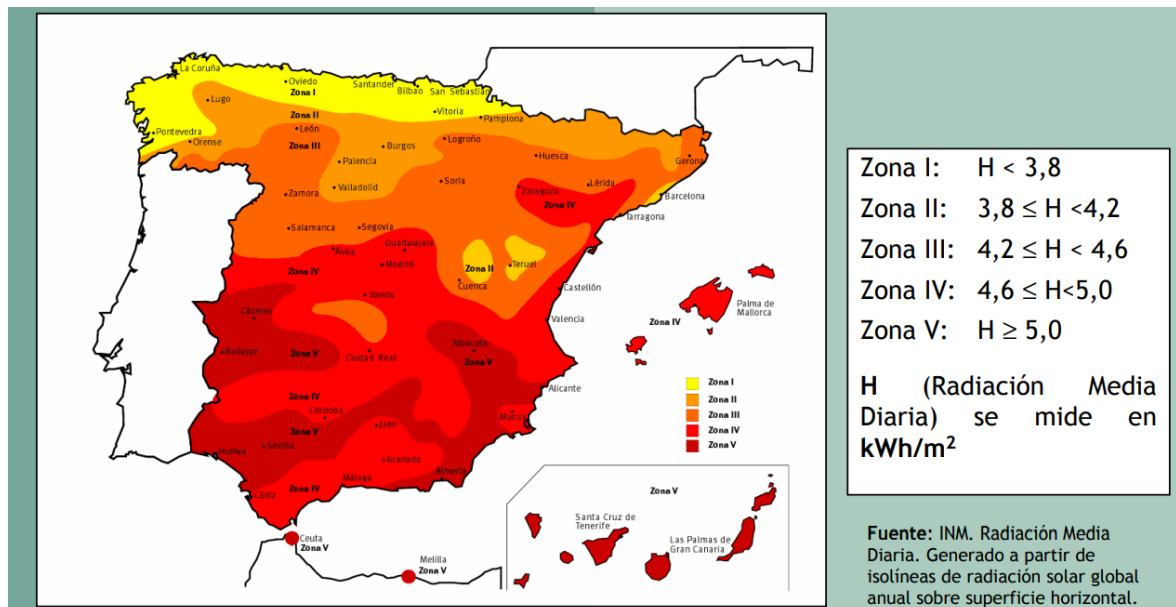 La Coruña
Oviedo
Santander
Bilbao
San Sebastián
Zona I
Lugo
Vitoria
Zona II
Pamplona
Pontevedra
León
Orense
Zona III
Burgos
Logroño
Palencia
Huesca
Gerona
Valladolid
Soria
Zaragoza
Lérida
Zamora
Barcelona
Zona IV
Tarragona
Salamanca
Segovia
Ávila
Guadalajara
Madrid
Zona II
Teruel
Zona IV
Cuenca
Castellón
Toledo
Palma de
Mallorca
Cáceres
Valencia
Zona IV
Badajoz
Zona V
Ciudad Real
Albacete
Zona V
Zona I
Zona II
Zona III
Zona IV
Zona V
Alicante
Zona IV
Córdoba
Murcia
Zona V
Jaén
Sevilla
Huelva
Granada
Almería
Málaga
Zona IV
Cádiz
Zona V
Santa Cruz de
Tenerife
Las Palmas de
Gran Canaria
Ceuta
Zona V
Melilla
Zona V
Zona I: H < 3,8
Zona II: 3,8 ≤ H <4,2
Zona III: 4,2 ≤ H < 4,6
Zona IV: 4,6 ≤ H<5,0
Zona V: H ≥ 5,0
H (Radiación Media
Diaria) se mide en
kWh/m²
Fuente: INM. Radiación Media
Diaria. Generado a partir de
isolíneas de radiación solar global
anual sobre superficie horizontal.